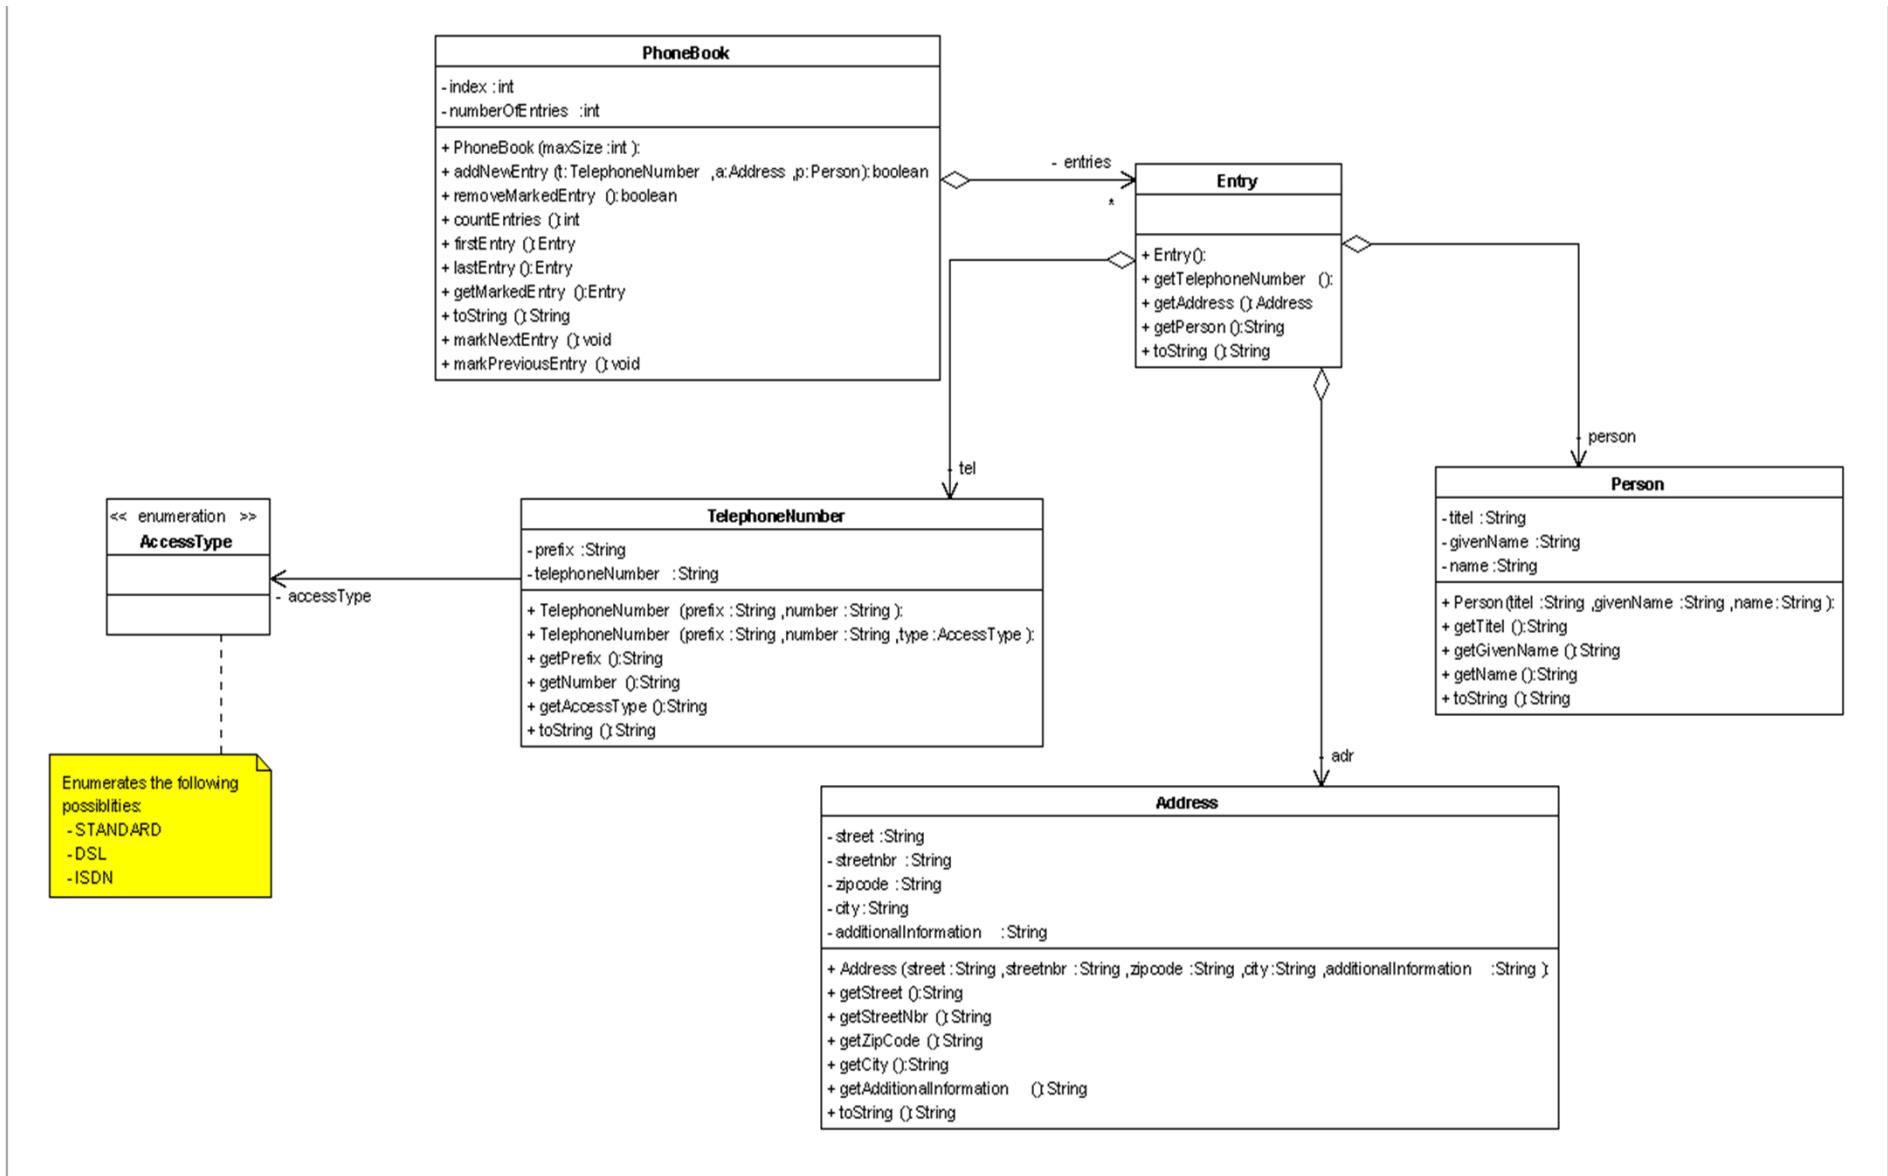 PhoneBook
- index : int
- numberOfEntries : int
+ PhoneBook (maxSize : int ):
+ addNewEntry (t: TelephoneNumber ,a:Address ,p:Person): boolean
+ removeMarkedEntry (): boolean
+ countEntries (): int
+ firstEntry (): Entry
+ lastEntry (): Entry
+ getMarkedEntry ():Entry
+ toString (): String
+ markNextEntry (): void
+ markPreviousEntry (): void
- entries
*
Entry
+ Entry():
+ getTelephoneNumber ():
+ getAddress (): Address
+ getPerson ():String
+ toString (): String
- person
- tel
- adr
<< enumeration >>
AccessType
- accessType
Enumerates the following
possiblities:
- STANDARD
- DSL
- ISDN
TelephoneNumber
- prefix : String
- telephoneNumber : String
+ TelephoneNumber (prefix : String ,number : String ):
+ TelephoneNumber (prefix : String ,number : String ,type : AccessType ):
+ getPrefix ():String
+ getNumber ():String
+ getAccessType ():String
+ toString (): String
Person
- titel : String
- givenName : String
- name : String
+ Person (titel : String ,givenName : String ,name : String ):
+ getTitel ():String
+ getGivenName (): String
+ getName ():String
+ toString (): String
Address
- street : String
- streetnbr : String
- zipcode : String
- city : String
- additionalInformation : String
+ Address (street : String ,streetnbr : String ,zipcode : String ,city : String ,additionalInformation : String ):
+ getStreet ():String
+ getStreetNbr (): String
+ getZipCode (): String
+ getCity ():String
+ getAdditionalInformation (): String
+ toString (): String